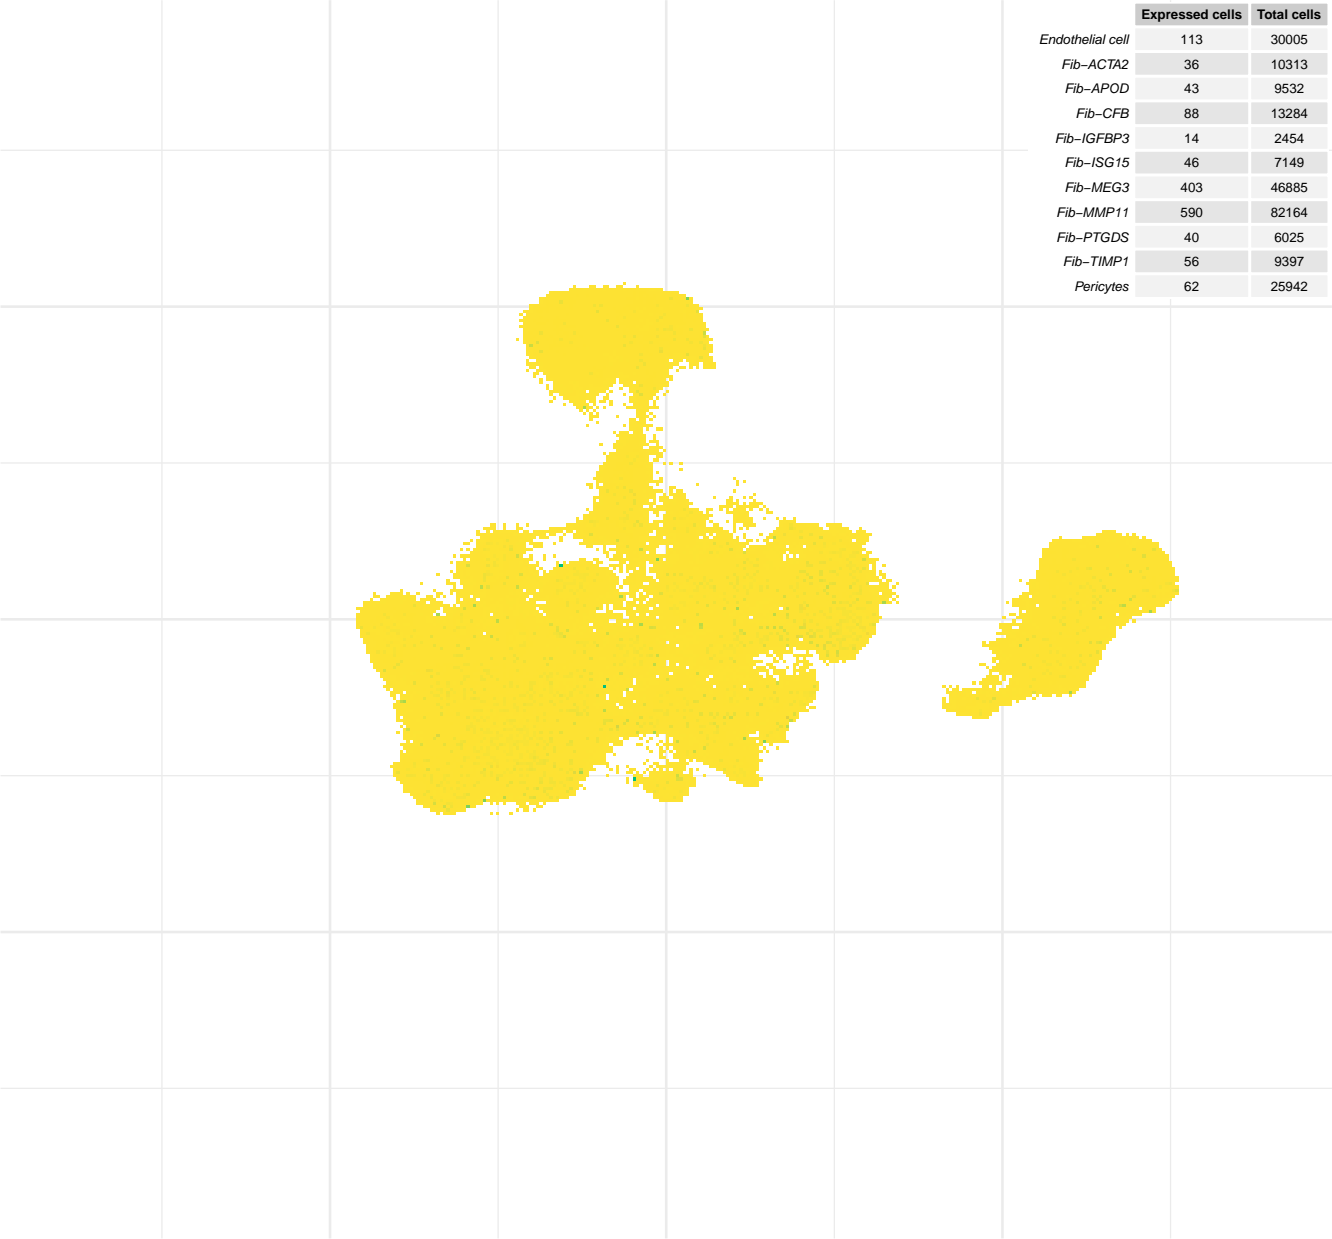 Expressed cells Total cells
Endothelial cell 113 30005
Fib−ACTA2 36 10313
Fib−APOD 43 9532
Fib−CFB 88 13284
Fib−IGFBP3 14 2454
Fib−ISG15 46 7149
Fib−MEG3 403 46885
Fib−MMP11 590 82164
Fib−PTGDS 40 6025
Fib−TIMP1 56 9397
Pericytes 62 25942